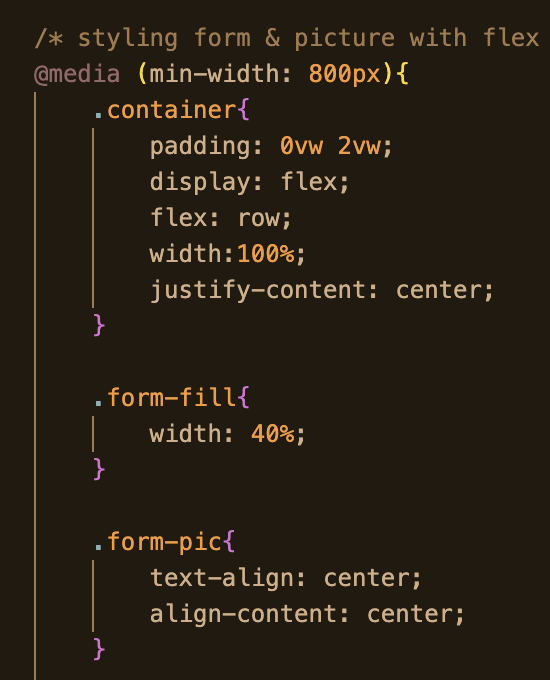 /* styling form & picture with flex
@media (min-width: 800px){
.container{
padding: 0vw 2vw;
display: flex;
flex: row;
width:100%;
justify-content: center;
}
.form-fill{
width: 40%;
}
.form-pic{
text-align: center;
align-content: center;
}